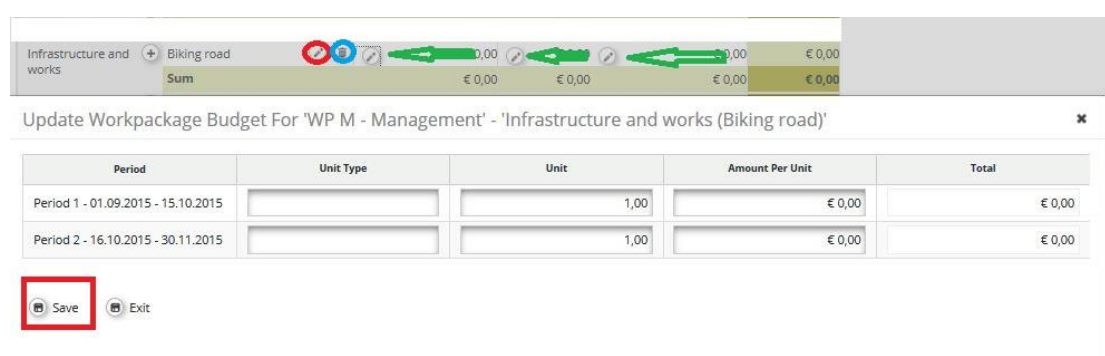 Infrastructure and works Biking road 0,00 0,00 € 0,00
Sum € 0,00 € 0,00 € 0,00 € 0,00
Update Workpackage Budget For 'WP M - Management' - 'Infrastructure and works (Biking road)'
Period Unit Type Unit Amount Per Unit Total
Period 1 - 01.09.2015 - 15.10.2015 1,00 € 0,00 € 0,00
Period 2 - 16.10.2015 - 30.11.2015 1,00 € 0,00 € 0,00
Save Exit